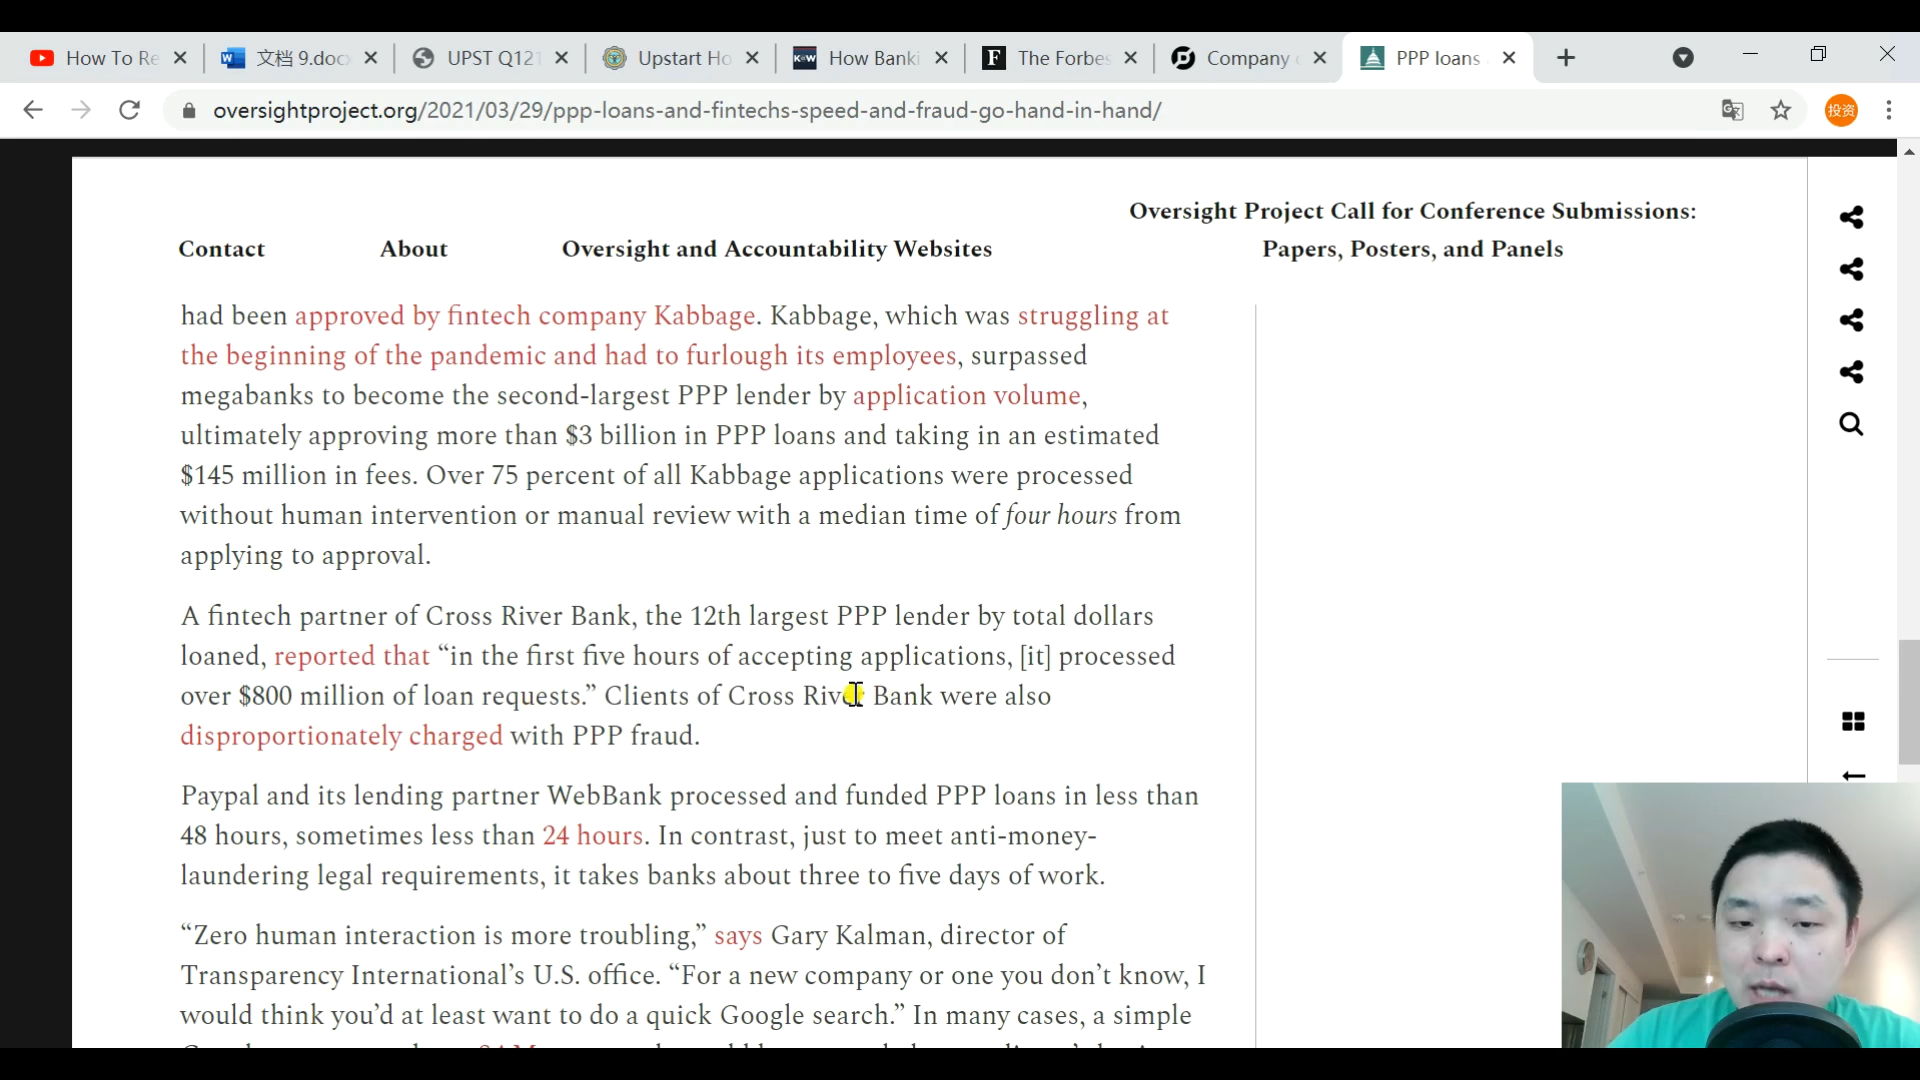 How To Re
文档 9.doc
UPST Q121
Upstart Ho
KBW
How Banki
F
The Forbes
Company
PPP loans
oversightproject.org/2021/03/29/ppp-loans-and-fintechs-speed-and-fraud-go-hand-in-hand/
投资
Contact
About
Oversight and Accountability Websites
Oversight Project Call for Conference Submissions:
Papers, Posters, and Panels
had been approved by fintech company Kabbage. Kabbage, which was struggling at
the beginning of the pandemic and had to furlough its employees, surpassed
megabanks to become the second-largest PPP lender by application volume,
ultimately approving more than $3 billion in PPP loans and taking in an estimated
$145 million in fees. Over 75 percent of all Kabbage applications were processed
without human intervention or manual review with a median time of four hours from
applying to approval.
A fintech partner of Cross River Bank, the 12th largest PPP lender by total dollars
loaned, reported that “in the first five hours of accepting applications, [it] processed
over $800 million of loan requests.” Clients of Cross River Bank were also
disproportionately charged with PPP fraud.
Paypal and its lending partner WebBank processed and funded PPP loans in less than
48 hours, sometimes less than 24 hours. In contrast, just to meet anti-money-
laundering legal requirements, it takes banks about three to five days of work.
“Zero human interaction is more troubling,” says Gary Kalman, director of
Transparency International’s U.S. office. “For a new company or one you don’t know, I
would think you’d at least want to do a quick Google search.” In many cases, a simple